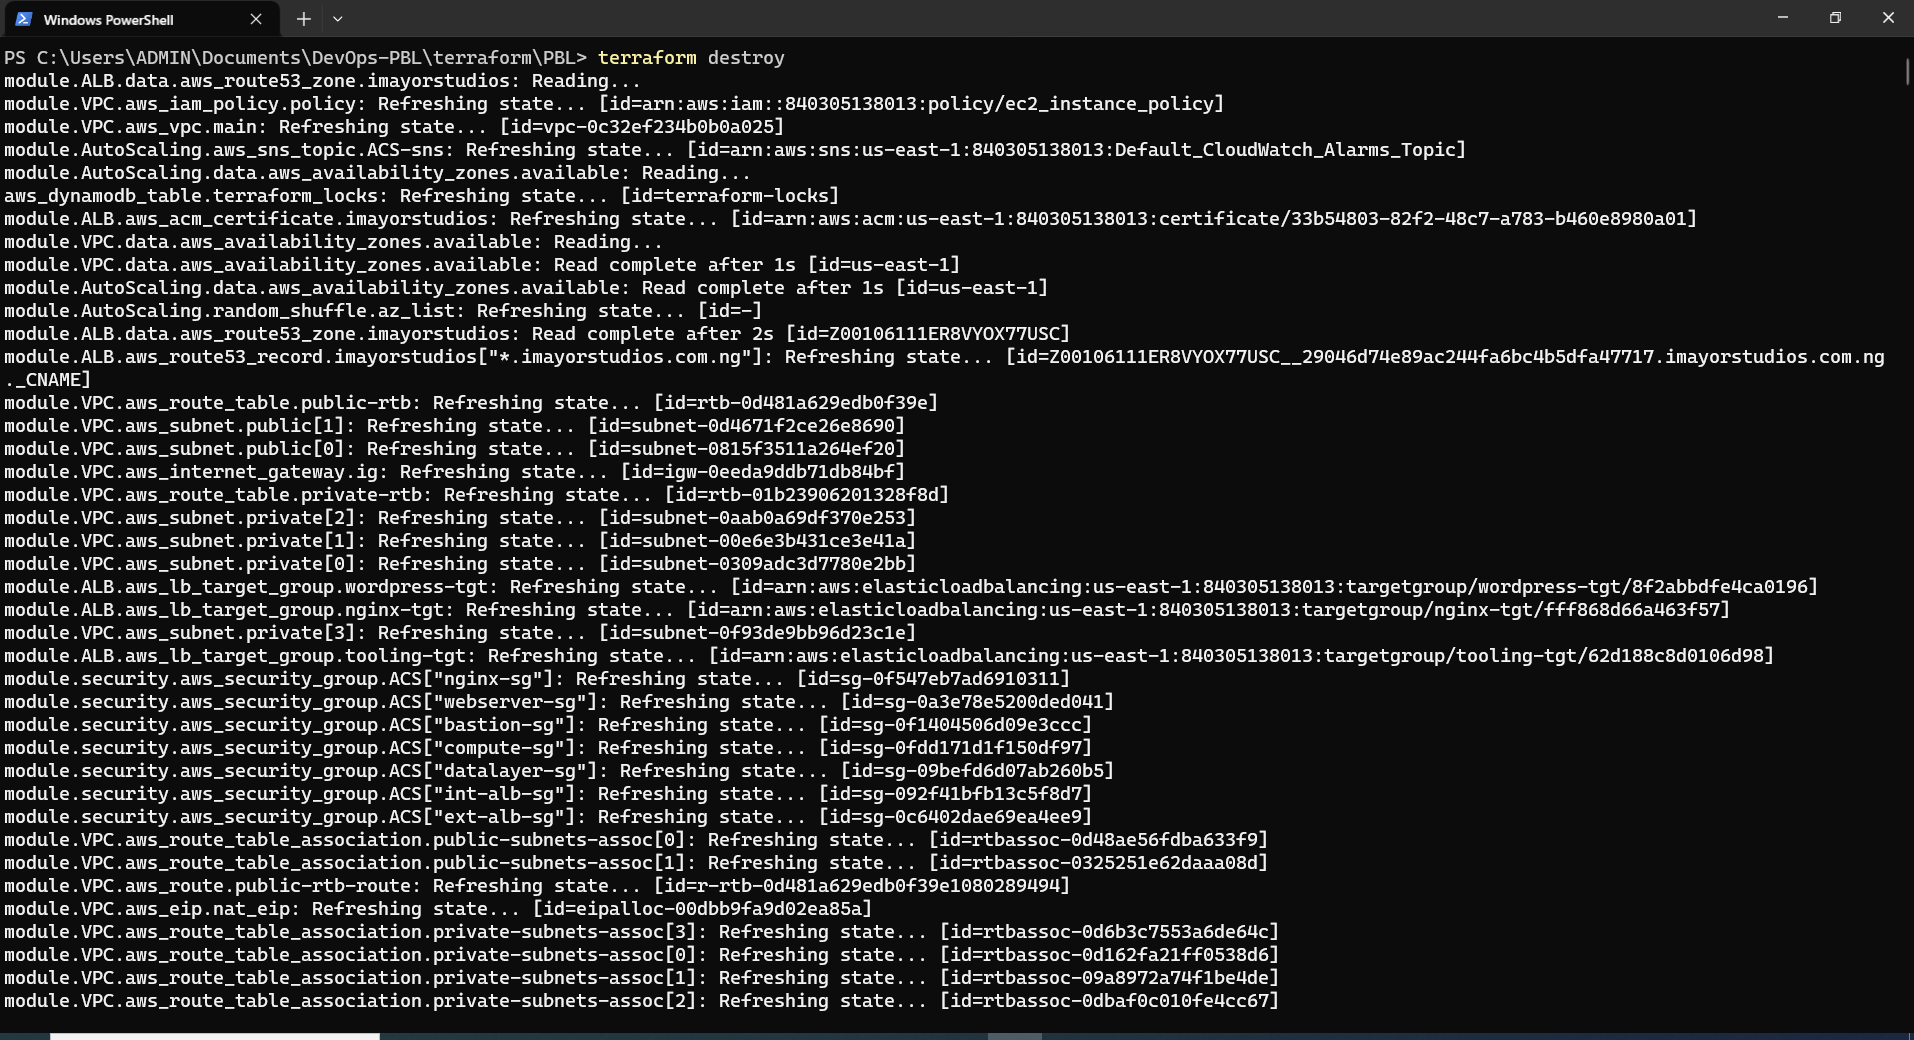 Windows PowerShell
PS C:\Users\ADMIN\Documents\DevOps-PBL\terraform\PBL> terraform destroy
module.ALB.data.aws_route53_zone.imayorstudios: Reading...
module.VPC.aws_iam_policy.policy: Refreshing state... [id=arn:aws:iam::840305138013:policy/ec2_instance_policy]
module.VPC.aws_vpc.main: Refreshing state... [id=vpc-0c32ef234b0b0a025]
module.AutoScaling.aws_sns_topic.ACS-sns: Refreshing state... [id=arn:aws:sns:us-east-1:840305138013:Default_CloudWatch_Alarms_Topic]
module.AutoScaling.data.aws_availability_zones.available: Reading...
aws_dynamodb_table.terraform_locks: Refreshing state... [id=terraform-locks]
module.ALB.aws_acm_certificate.imayorstudios: Refreshing state... [id=arn:aws:acm:us-east-1:840305138013:certificate/33b54803-82f2-48c7-a783-b460e8980a01]
module.VPC.data.aws_availability_zones.available: Reading...
module.VPC.data.aws_availability_zones.available: Read complete after 1s [id=us-east-1]
module.AutoScaling.data.aws_availability_zones.available: Read complete after 1s [id=us-east-1]
module.AutoScaling.random_shuffle.az_list: Refreshing state... [id=-]
module.ALB.data.aws_route53_zone.imayorstudios: Read complete after 2s [id=Z00106111ER8VYOX77USC]
module.ALB.aws_route53_record.imayorstudios["*.imayorstudios.com.ng"]: Refreshing state... [id=Z00106111ER8VYOX77USC__29046d74e89ac244fa6bc4b5dfa47717.imayorstudios.com.ng
._CNAME]
module.VPC.aws_route_table.public-rtb: Refreshing state... [id=rtb-0d481a629edb0f39e]
module.VPC.aws_subnet.public[1]: Refreshing state... [id=subnet-0d4671f2ce26e8690]
module.VPC.aws_subnet.public[0]: Refreshing state... [id=subnet-0815f3511a264ef20]
module.VPC.aws_internet_gateway.ig: Refreshing state... [id=igw-0eeda9ddb71db84bf]
module.VPC.aws_route_table.private-rtb: Refreshing state... [id=rtb-01b23906201328f8d]
module.VPC.aws_subnet.private[2]: Refreshing state... [id=subnet-0aab0a69df370e253]
module.VPC.aws_subnet.private[1]: Refreshing state... [id=subnet-00e6e3b431ce3e41a]
module.VPC.aws_subnet.private[0]: Refreshing state... [id=subnet-0309adc3d7780e2bb]
module.ALB.aws_lb_target_group.wordpress-tgt: Refreshing state... [id=arn:aws:elasticloadbalancing:us-east-1:840305138013:targetgroup/wordpress-tgt/8f2abbdfe4ca0196]
module.ALB.aws_lb_target_group.nginx-tgt: Refreshing state... [id=arn:aws:elasticloadbalancing:us-east-1:840305138013:targetgroup/nginx-tgt/fff868d66a463f57]
module.VPC.aws_subnet.private[3]: Refreshing state... [id=subnet-0f93de9bb96d23c1e]
module.ALB.aws_lb_target_group.tooling-tgt: Refreshing state... [id=arn:aws:elasticloadbalancing:us-east-1:840305138013:targetgroup/tooling-tgt/62d188c8d0106d98]
module.security.aws_security_group.ACS["nginx-sg"]: Refreshing state... [id=sg-0f547eb7ad6910311]
module.security.aws_security_group.ACS["webserver-sg"]: Refreshing state... [id=sg-0a3e78e5200ded041]
module.security.aws_security_group.ACS["bastion-sg"]: Refreshing state... [id=sg-0f1404506d09e3ccc]
module.security.aws_security_group.ACS["compute-sg"]: Refreshing state... [id=sg-0fdd171d1f150df97]
module.security.aws_security_group.ACS["datalayer-sg"]: Refreshing state... [id=sg-09befd6d07ab260b5]
module.security.aws_security_group.ACS["int-alb-sg"]: Refreshing state... [id=sg-092f41bfb13c5f8d7]
module.security.aws_security_group.ACS["ext-alb-sg"]: Refreshing state... [id=sg-0c6402dae69ea4ee9]
module.VPC.aws_route_table_association.public-subnets-assoc[0]: Refreshing state... [id=rtbassoc-0d48ae56fdba633f9]
module.VPC.aws_route_table_association.public-subnets-assoc[1]: Refreshing state... [id=rtbassoc-0325251e62daaa08d]
module.VPC.aws_route.public-rtb-route: Refreshing state... [id=r-rtb-0d481a629edb0f39e1080289494]
module.VPC.aws_eip.nat_eip: Refreshing state... [id=eipalloc-00dbb9fa9d02ea85a]
module.VPC.aws_route_table_association.private-subnets-assoc[3]: Refreshing state... [id=rtbassoc-0d6b3c7553a6de64c]
module.VPC.aws_route_table_association.private-subnets-assoc[0]: Refreshing state... [id=rtbassoc-0d162fa21ff0538d6]
module.VPC.aws_route_table_association.private-subnets-assoc[1]: Refreshing state... [id=rtbassoc-09a8972a74f1be4de]
module.VPC.aws_route_table_association.private-subnets-assoc[2]: Refreshing state... [id=rtbassoc-0dbaf0c010fe4cc67]